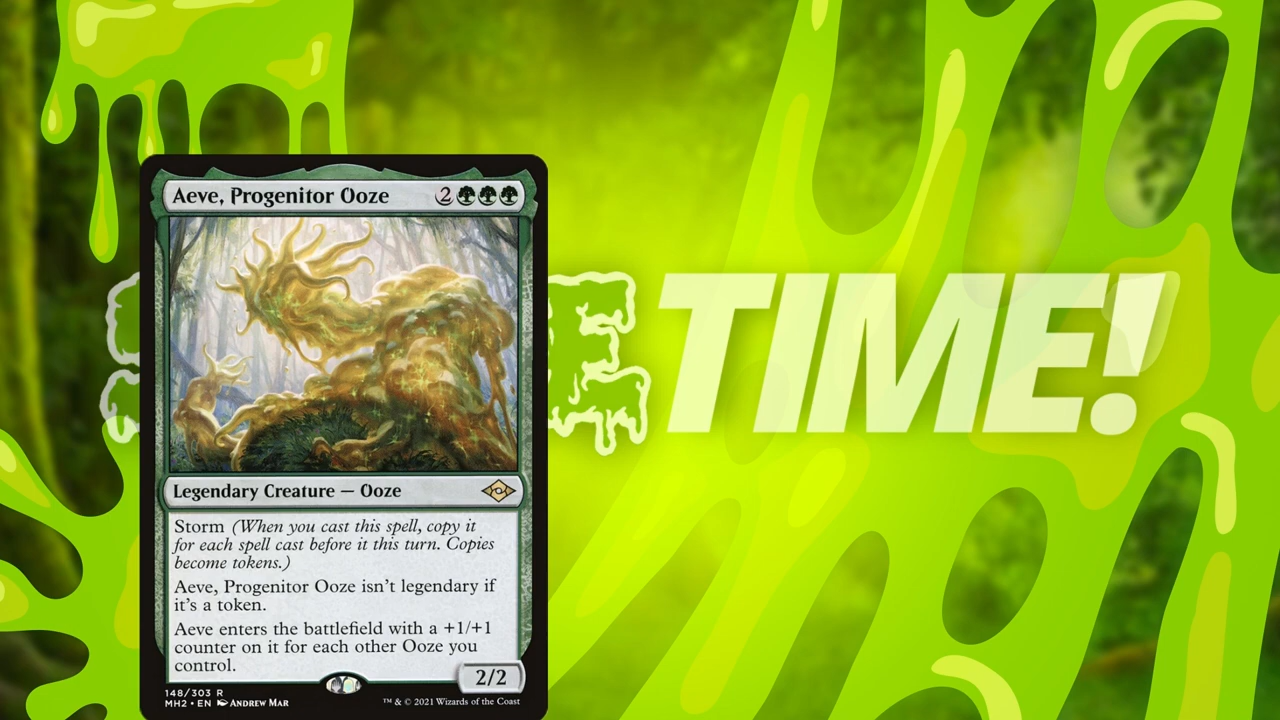 Aeve, Progenitor Ooze 2
TIME!
Legendary Creature — Ooze
Storm (When you cast this spell, copy it
for each spell cast before it this turn. Copies
become tokens.)
Aeve, Progenitor Ooze isn't legendary if
it's a token.
Aeve enters the battlefield with a +1/+1
counter on it for each other Ooze you
control.
2/2
148/303 R
MH2 • EN Andrew Mar
™ & © 2021 Wizards of the Coast